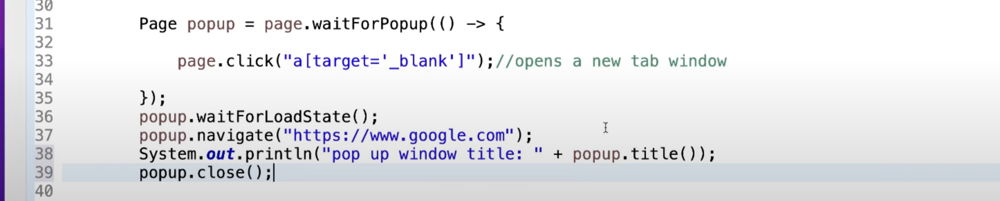 30
31 Page popup = page.waitForPopup(() -> {
32
33 page.click("a[target='_blank']");//opens a new tab window
34
35 });
36 popup.waitForLoadState();
37 popup.navigate("https://www.google.com");
38 System.out.println("pop up window title: " + popup.title());
39 popup.close();
40